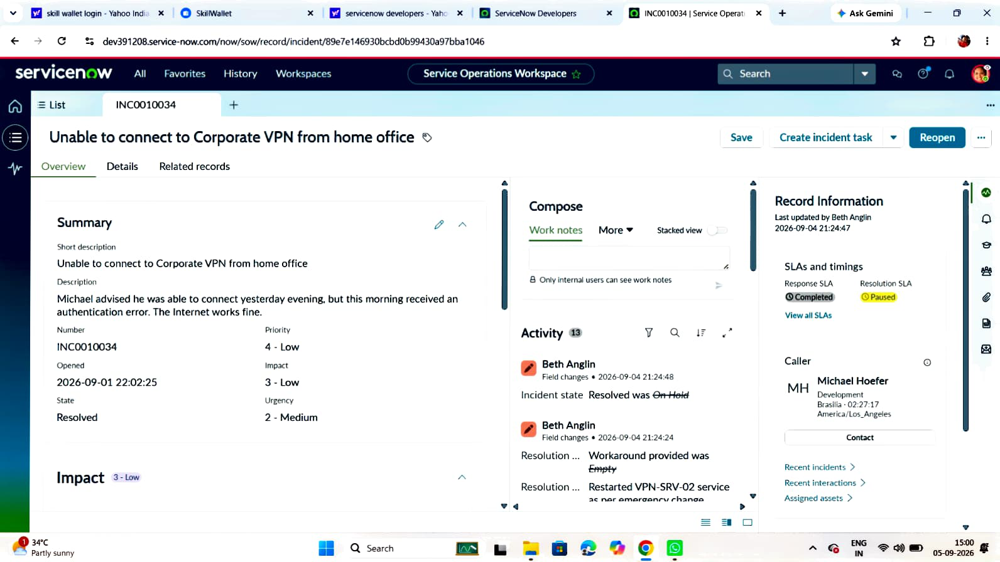 skill wallet login - Yahoo India
SkillWallet
servicenow developers - Yaho
ServiceNow Developers
INC0010034 | Service Operati
Ask Gemini
dev391208.service-now.com/now/sow/record/incident/89e7e146930bcbd0b99430a97bba1046
servicenow
All
Favorites
History
Workspaces
Service Operations Workspace
Search
List
INC0010034
Unable to connect to Corporate VPN from home office
Save
Create incident task
Reopen
Overview
Details
Related records
Summary
Short description
Unable to connect to Corporate VPN from home office
Description
Michael advised he was able to connect yesterday evening, but this morning received an
authentication error. The Internet works fine.
Number
Priority
INC0010034
4 - Low
Opened
Impact
2026-09-01 22:02:25
3 - Low
State
Urgency
Resolved
2 - Medium
Impact 3 - Low
Compose
Work notes
More
Stacked view
Only internal users can see work notes
Activity 13
Beth Anglin
Field changes • 2026-09-04 21:24:48
Incident state Resolved was On Hold
Beth Anglin
Field changes • 2026-09-04 21:24:24
Resolution ... Workaround provided was
Empty
Resolution ... Restarted VPN-SRV-02 service
as per emergency change
Record Information
Last updated by Beth Anglin
2026-09-04 21:24:47
SLAs and timings
Response SLA
Resolution SLA
Completed
Paused
View all SLAs
Caller
MH
Michael Hoefer
Development
Brasilia · 02:27:17
America/Los_Angeles
Contact
Recent incidents
Recent interactions
Assigned assets
1
34°C
Partly sunny
Search
ENG
IN
15:00
05-09-2026